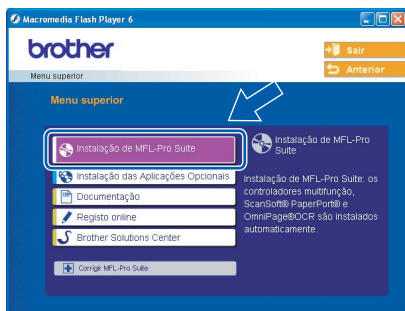 Macromedia Flash Player 6
brother
Sair
Anterior
Menu superior
Menu superior
Instalação de MFL-Pro Suite
Instalação das Aplicações Opcionais
Documentação
Registo online
Brother Solutions Center
Corrigir MFL-Pro Suite
Instalação de MFL-Pro
Suite
Instalação de MFL-Pro Suite: os
controladores multifunção,
ScanSoft® PaperPort® e
OmniPage®OCR são instalados
automaticamente.